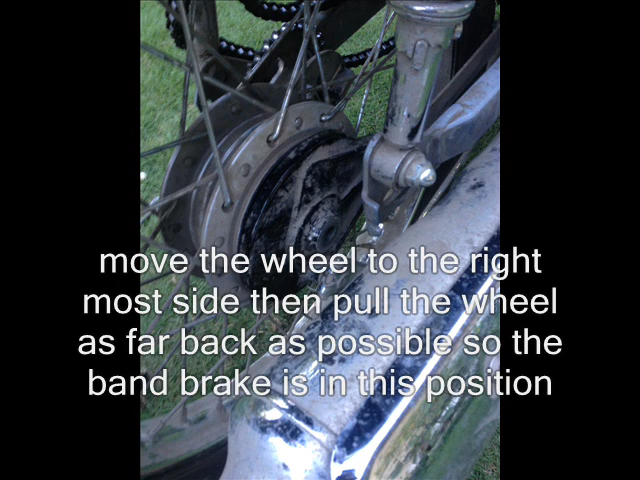 move the wheel to the right
most side then pull the wheel
as far back as possible so the
band brake is in this position